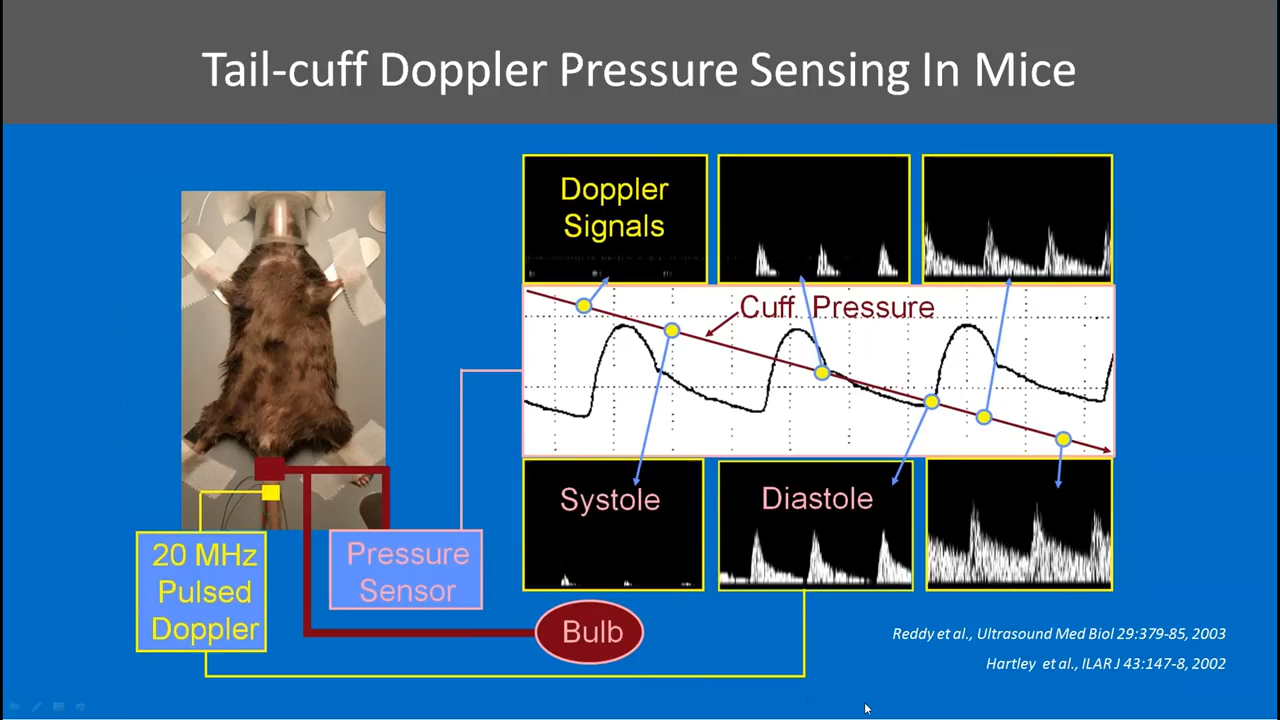 Tail-cuff Doppler Pressure Sensing In Mice
Doppler
Signals
Cuff Pressure
Systole
Diastole
20 MHz
Pulsed
Doppler
Pressure
Sensor
Bulb
Reddy et al., Ultrasound Med Biol 29:379-85, 2003
Hartley et al., ILAR J 43:147-8, 2002